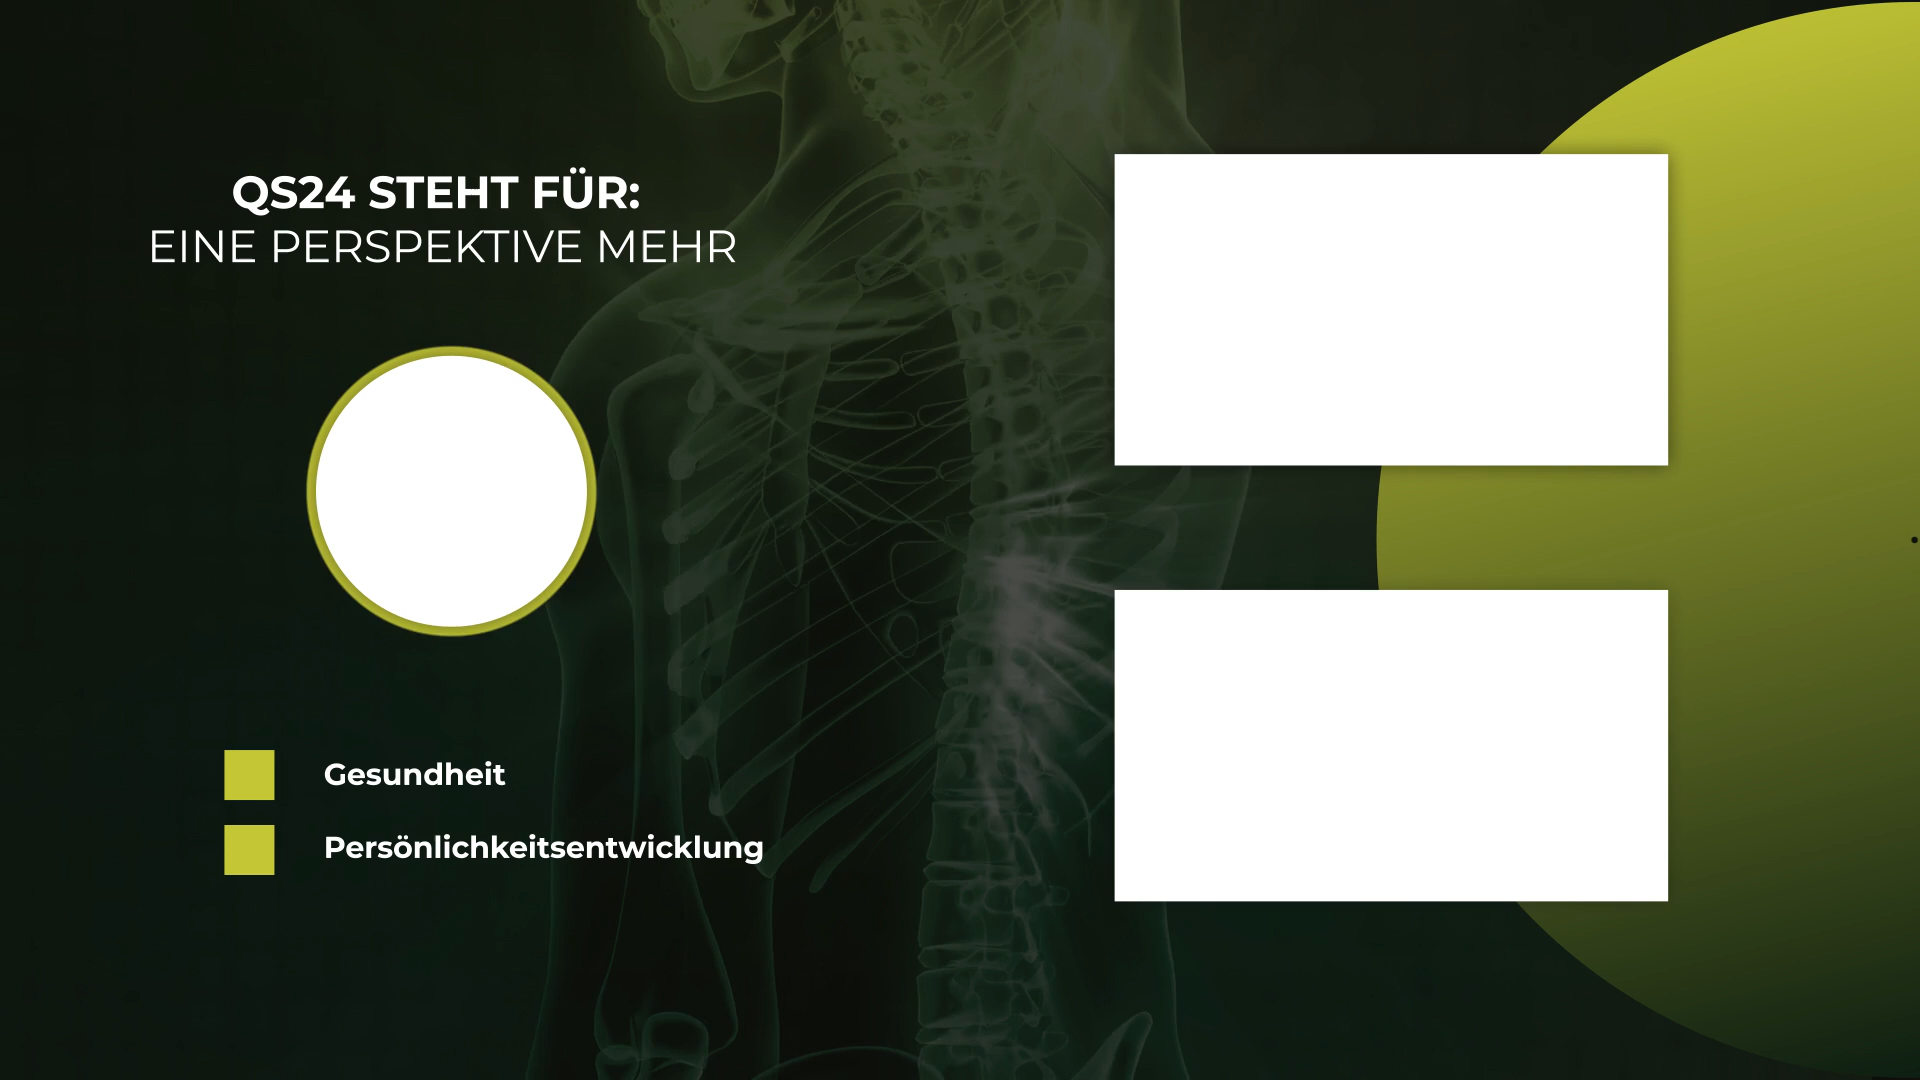 QS24 STEHT FÜR:
EINE PERSPEKTIVE MEHR
Gesundheit
Persönlichkeitsentwicklung